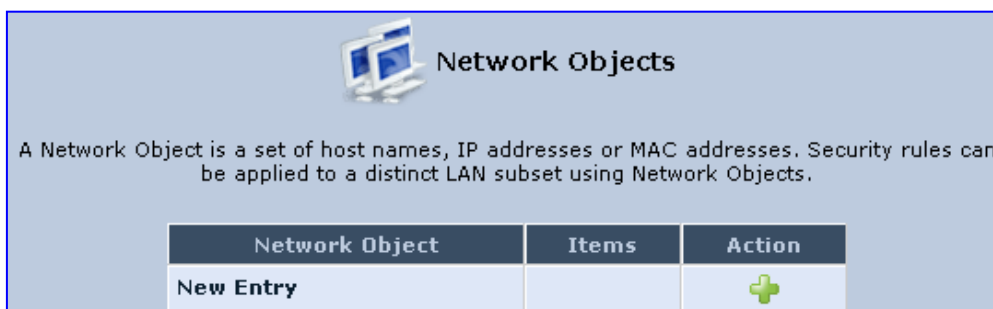 Network Objects
A Network Object is a set of host names, IP addresses or MAC addresses. Security rules can
be applied to a distinct LAN subset using Network Objects.
Network Object Items Action
New Entry